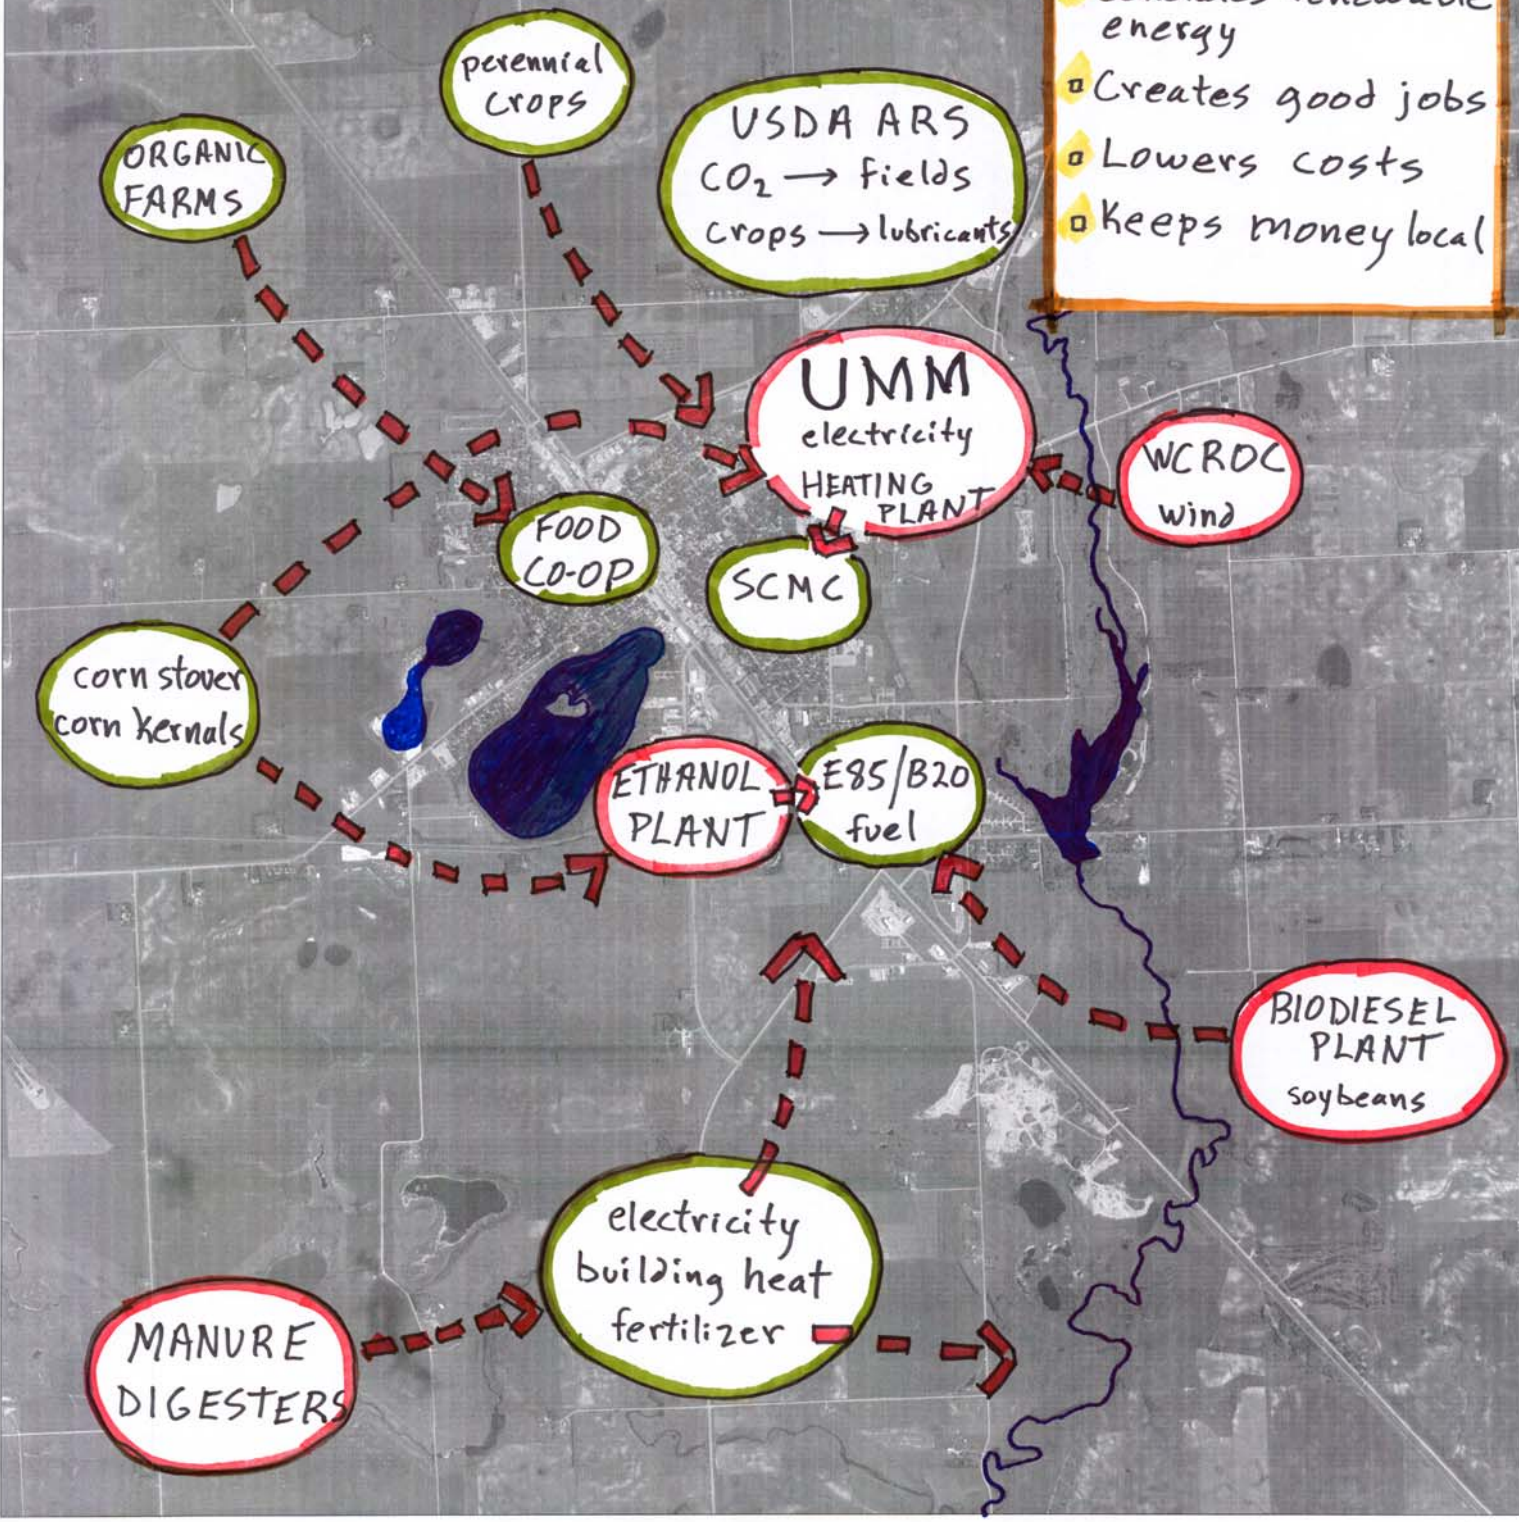 renewable
energy
Creates good jobs
Lowers costs
Keeps money local
perennial
crops
ORGANIC
FARMS
USDA ARS
CO₂ → fields
crops → lubricants
UMM
electricity
HEATING
PLANT
WCROC
wind
FOOD
CO-OP
SCMC
corn stover
corn kernals
ETHANOL
PLANT
E85/B20
fuel
BIODIESEL
PLANT
soybeans
electricity
building heat
fertilizer
MANURE
DIGESTERS